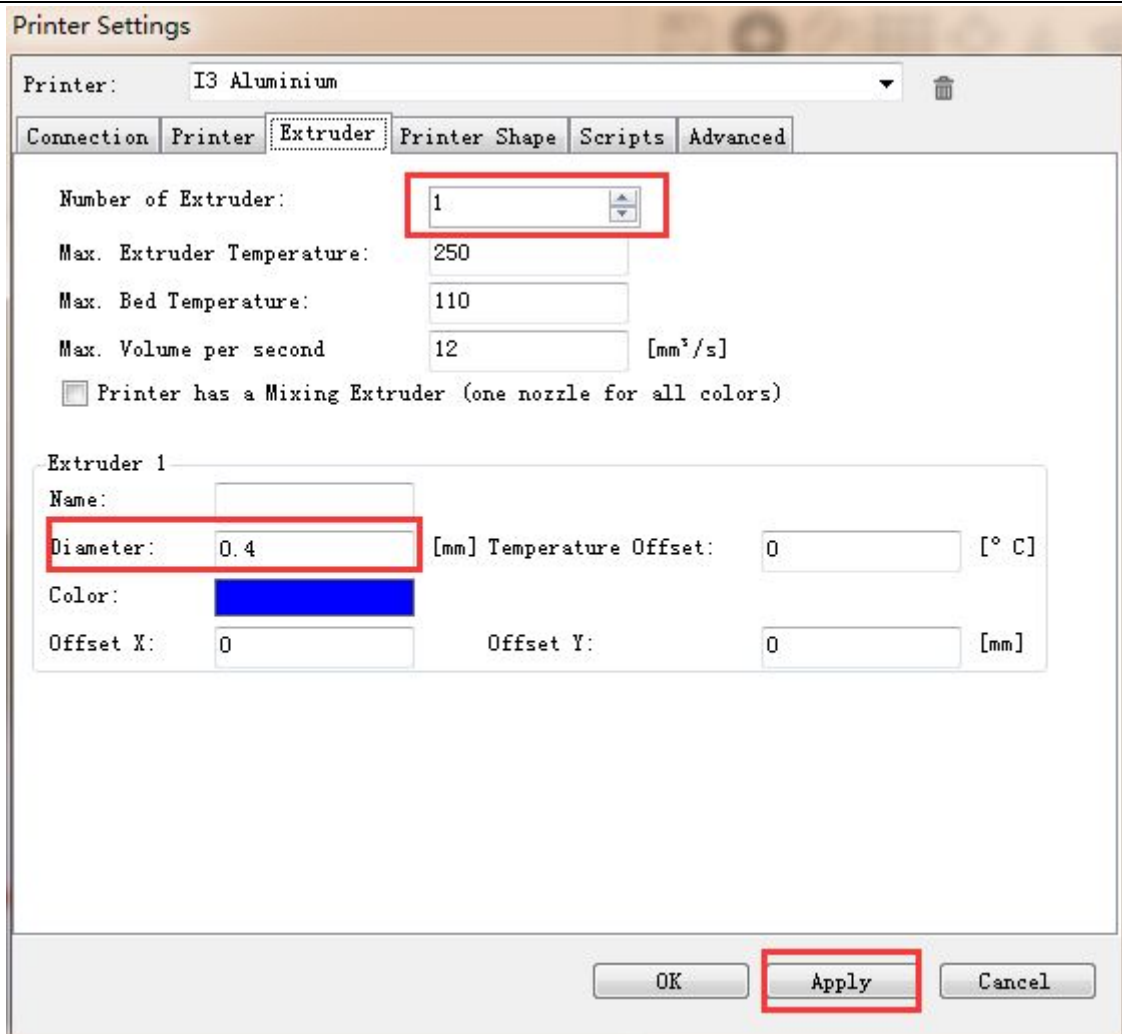 Printer Settings
Printer: I3 Aluminium
Connection Printer Extruder Printer Shape Scripts Advanced
Number of Extruder: 1
Max. Extruder Temperature: 250
Max. Bed Temperature: 110
Max. Volume per second 12 [mm³/s]
Printer has a Mixing Extruder (one nozzle for all colors)
Extruder 1
Name:
Diameter: 0.4 [mm] Temperature Offset: 0 [° C]
Color:
Offset X: 0 Offset Y: 0 [mm]
OK Apply Cancel